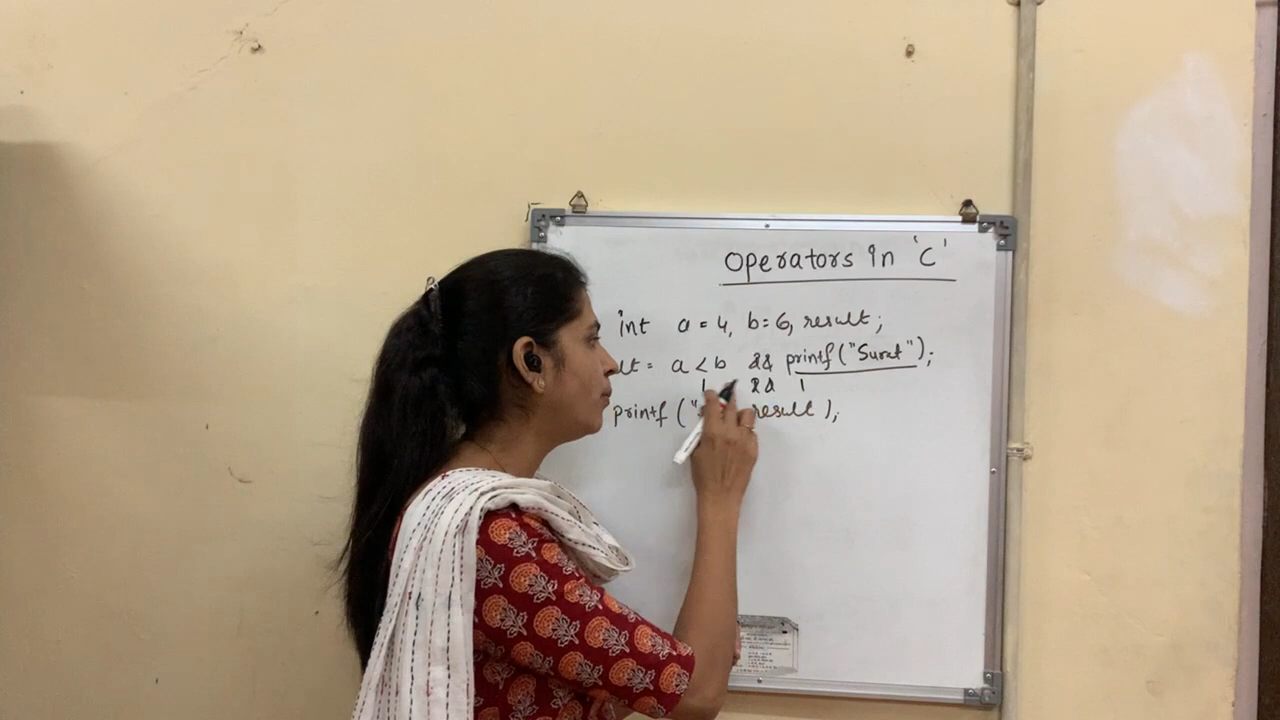 Operators In 'C'
int a = 4, b = 6, result;
lt = a < b && printf ("Surat");
1 && 1
printf (" result );